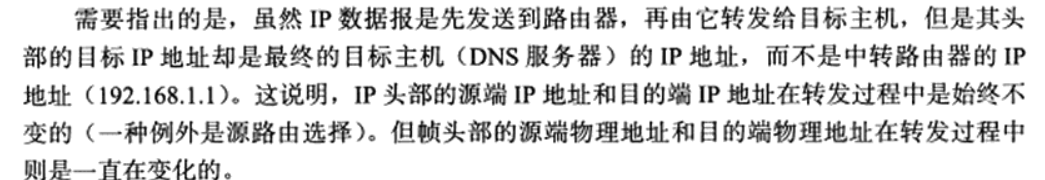 需要指出的是，虽然 IP 数据报是先发送到路由器，再由它转发给目标主机，但是其头
部的目标 IP 地址却是最终的目标主机（DNS 服务器）的 IP 地址，而不是中转路由器的 IP
地址（192.168.1.1）。这说明，IP 头部的源端 IP 地址和目的端 IP 地址在转发过程中是始终不
变的（一种例外是源路由选择）。但帧头部的源端物理地址和目的端物理地址在转发过程中
则是一直在变化的。